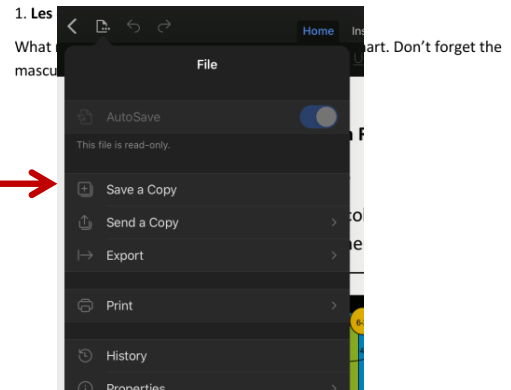 1. Les
Home
What
art. Don't forget the
mascu
File
AutoSave
This file is read-only.
Save a Copy
Send a Copy
Export
Print
History
Properties